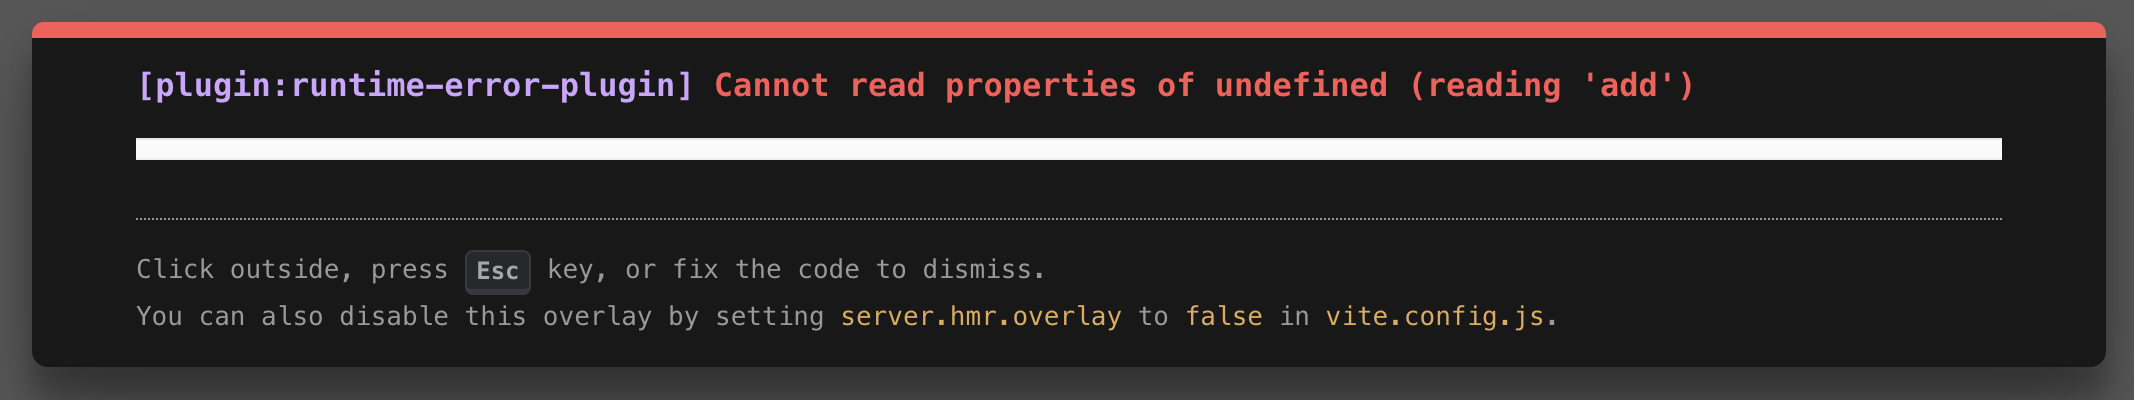 [plugin:runtime-error-plugin] Cannot read properties of undefined (reading 'add')
Click outside, press Esc key, or fix the code to dismiss.
You can also disable this overlay by setting server.hmr.overlay to false in vite.config.js.